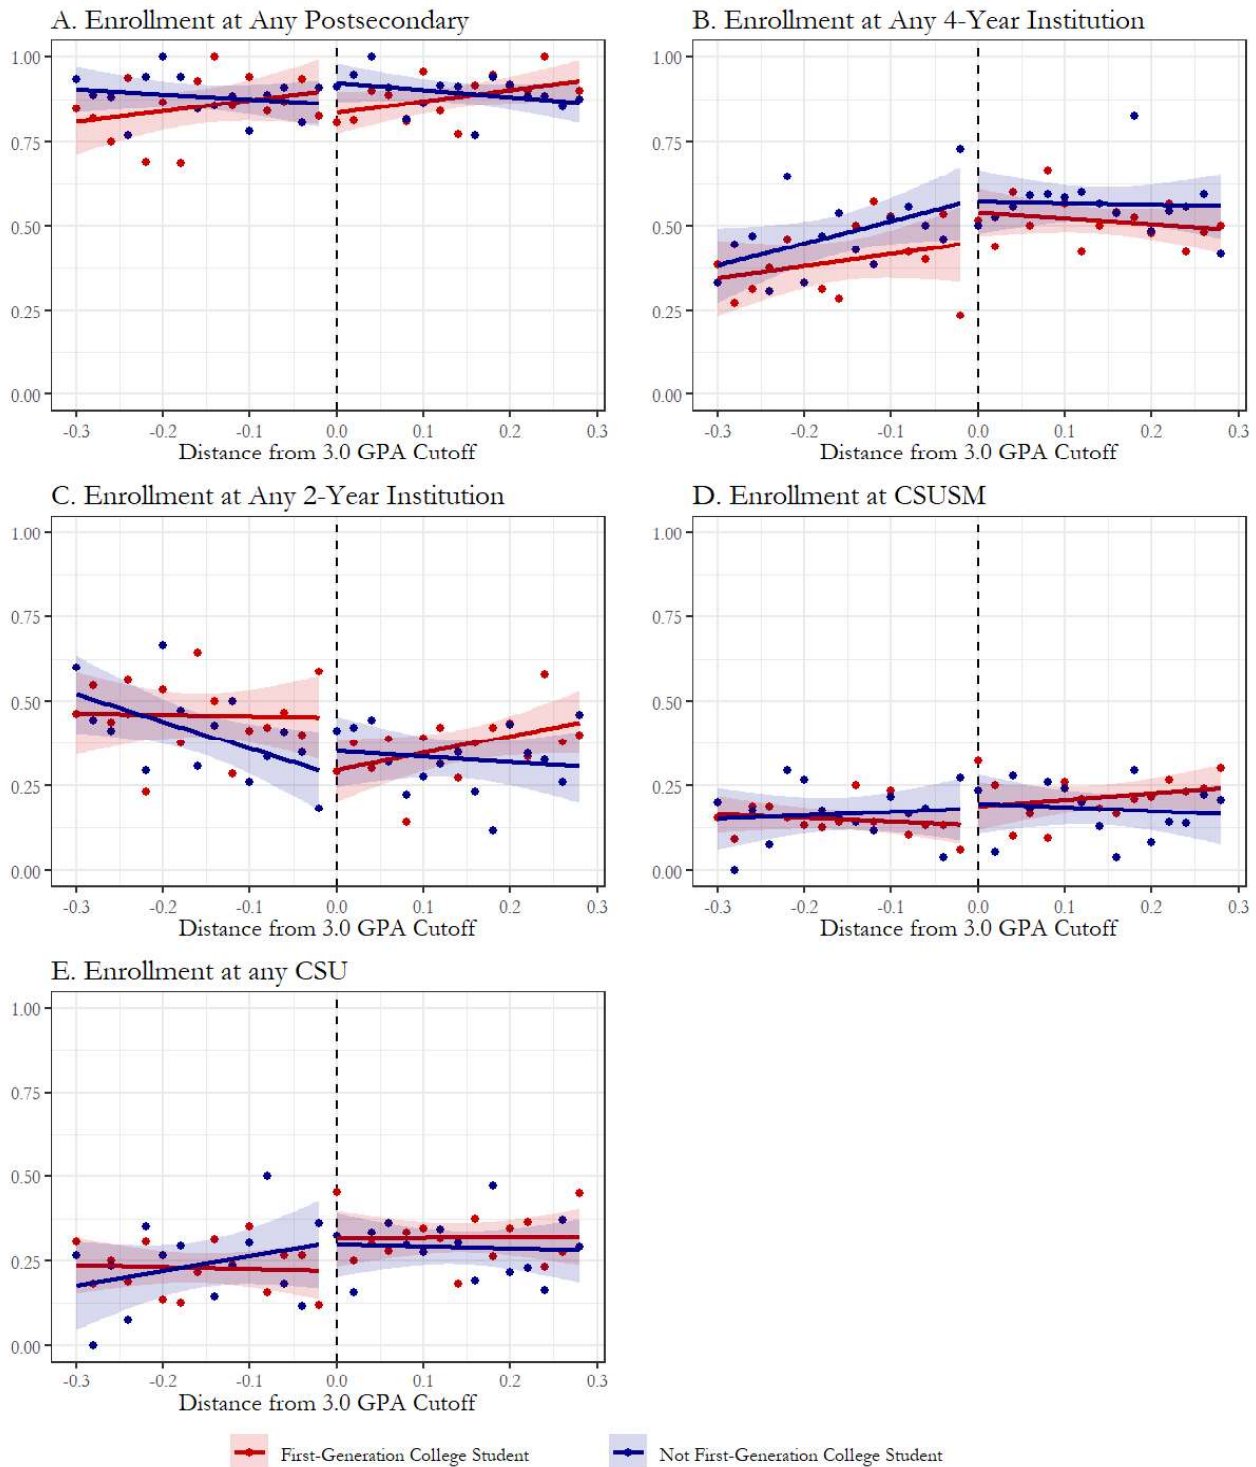 A. Enrollment at Any Postsecondary
1.00
0.75
0.50
0.25
0.00
-0.3 -0.2 -0.1 0.0 0.1 0.2 0.3
Distance from 3.0 GPA Cutoff
B. Enrollment at Any 4-Year Institution
1.00
0.75
0.50
0.25
0.00
-0.3 -0.2 -0.1 0.0 0.1 0.2 0.3
Distance from 3.0 GPA Cutoff
C. Enrollment at Any 2-Year Institution
1.00
0.75
0.50
0.25
0.00
-0.3 -0.2 -0.1 0.0 0.1 0.2 0.3
Distance from 3.0 GPA Cutoff
D. Enrollment at CSUSM
1.00
0.75
0.50
0.25
0.00
-0.3 -0.2 -0.1 0.0 0.1 0.2 0.3
Distance from 3.0 GPA Cutoff
E. Enrollment at any CSU
1.00
0.75
0.50
0.25
0.00
-0.3 -0.2 -0.1 0.0 0.1 0.2 0.3
Distance from 3.0 GPA Cutoff
First-Generation College Student
Not First-Generation College Student